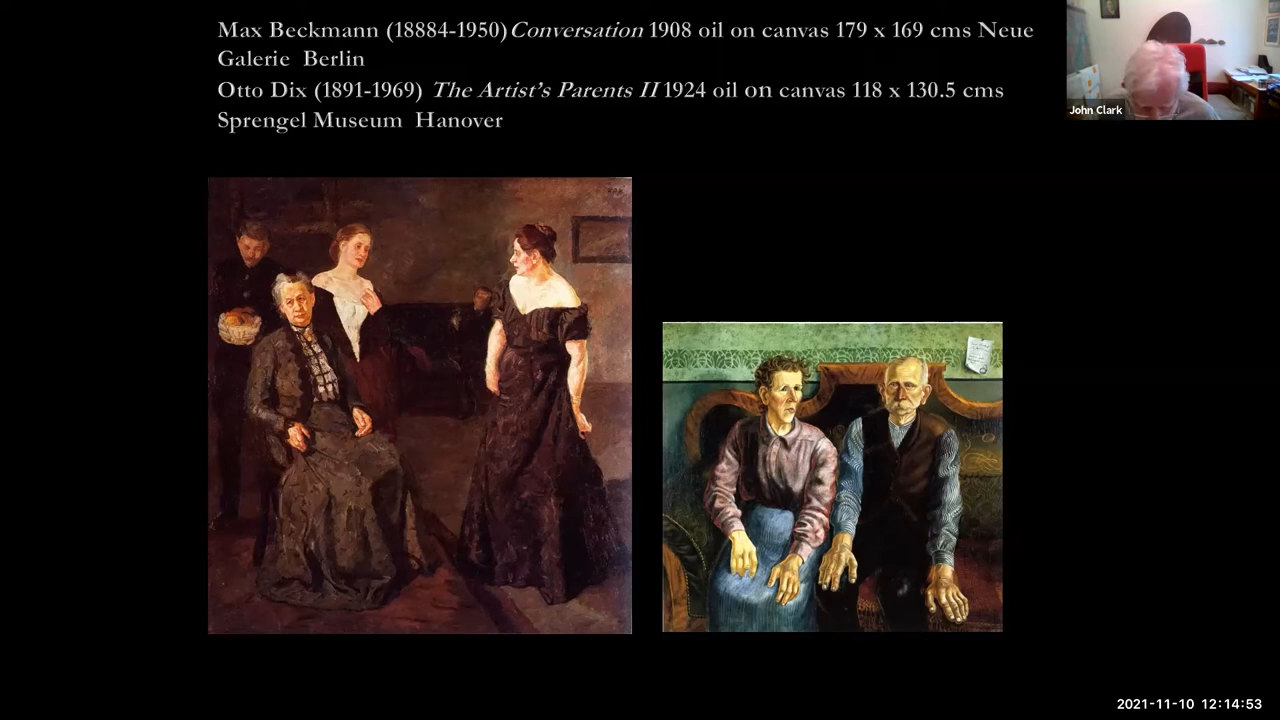 Max Beckmann (18884-1950) Conversation 1908 oil on canvas 179 x 169 cms Neue
Galerie Berlin
Otto Dix (1891-1969) The Artist's Parents II 1924 oil on canvas 118 x 130.5 cms
Sprengel Museum Hanover
John Clark
2021-11-10 12:14:53